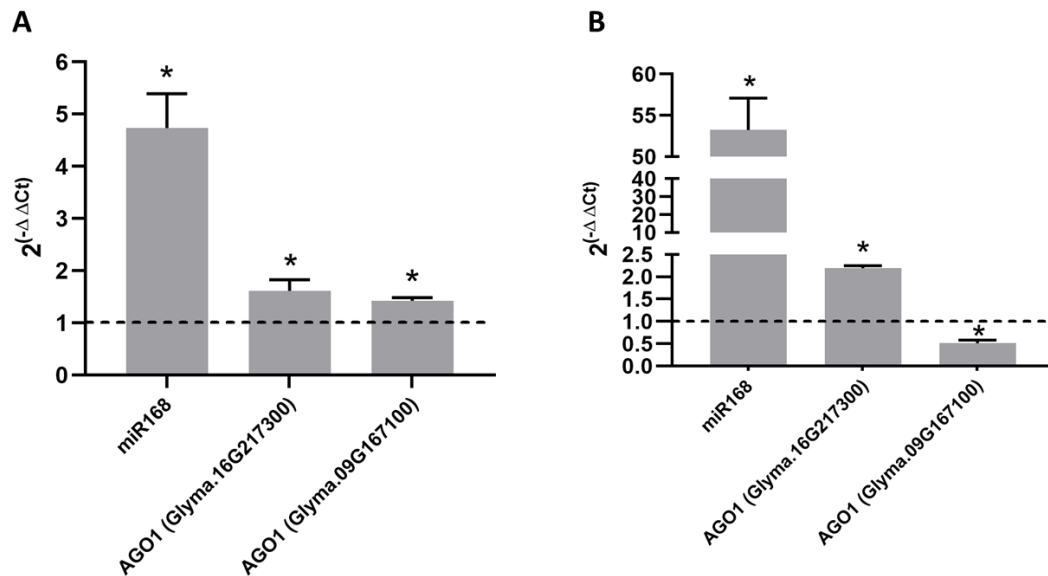 A
2(-Δ ΔCt)
6
5
4
3
2
1
0
*
*
*
miR168
AGO1 (Glyma.16G217300)
AGO1 (Glyma.09G167100)
B
2(-Δ ΔCt)
60
55
50
40
30
20
10
2.5
2.0
1.5
1.0
0.5
0.0
*
*
*
miR168
AGO1 (Glyma.16G217300)
AGO1 (Glyma.09G167100)